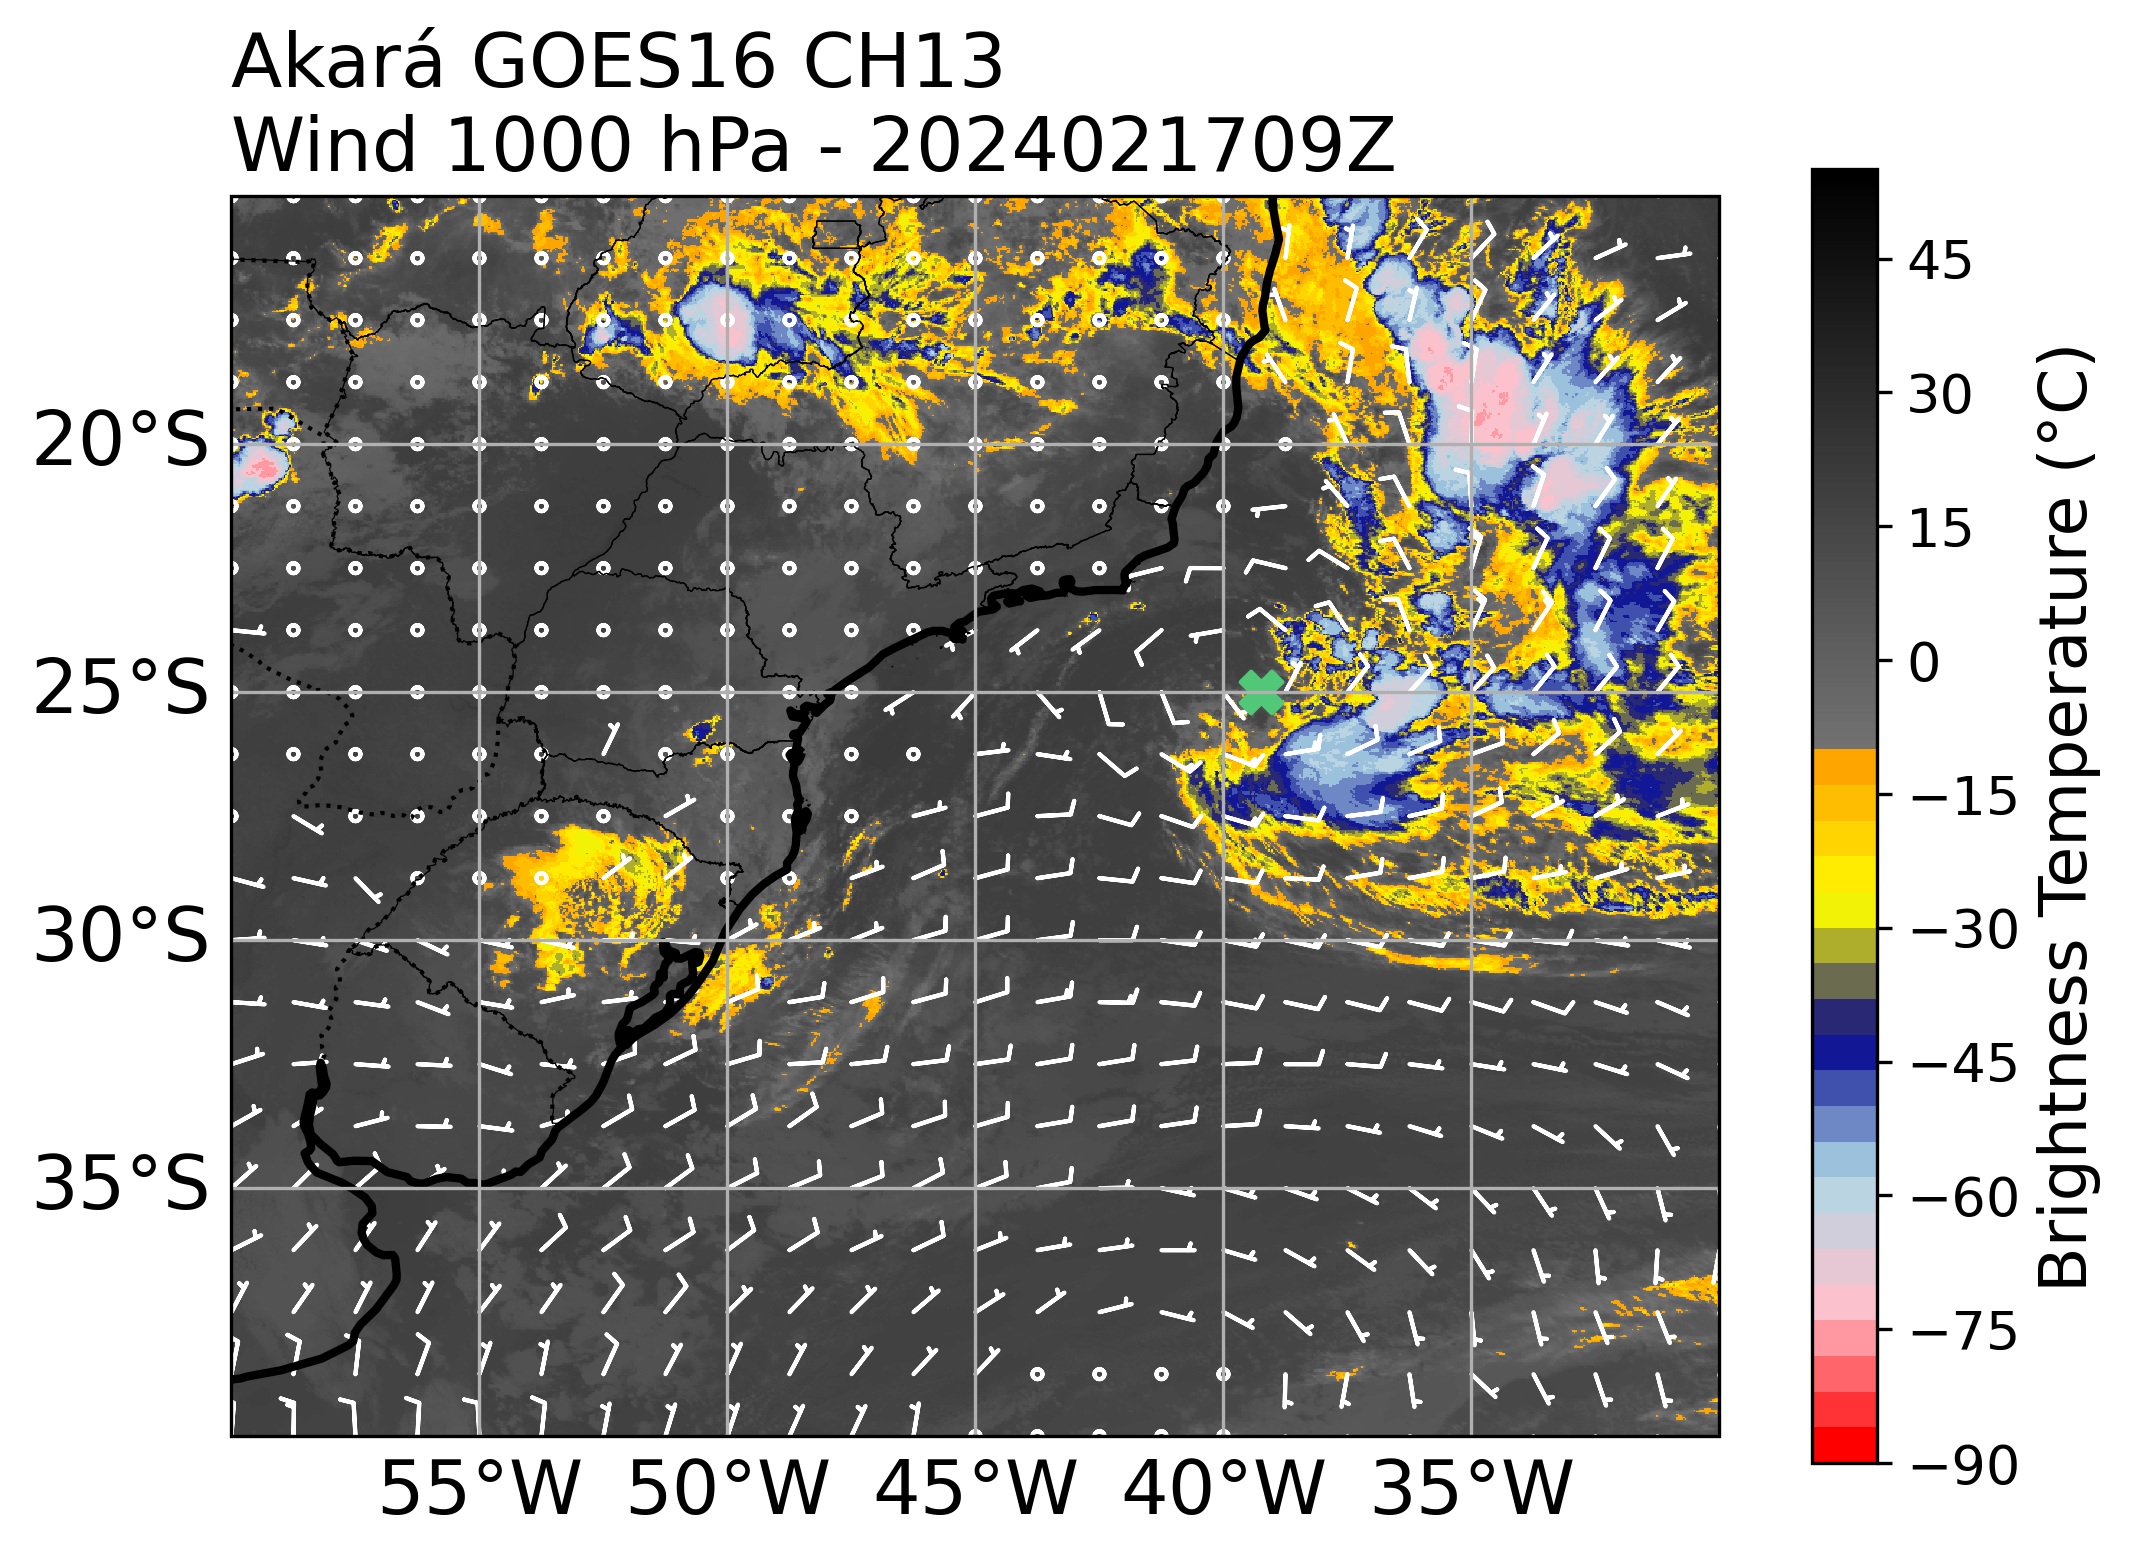 Akará GOES16 CH13
Wind 1000 hPa - 2024021709Z
20°S
25°S
30°S
35°S
55°W
50°W
45°W
40°W
35°W
45
30
15
0
−15
−30
−45
−60
−75
−90
Brightness Temperature (°C)